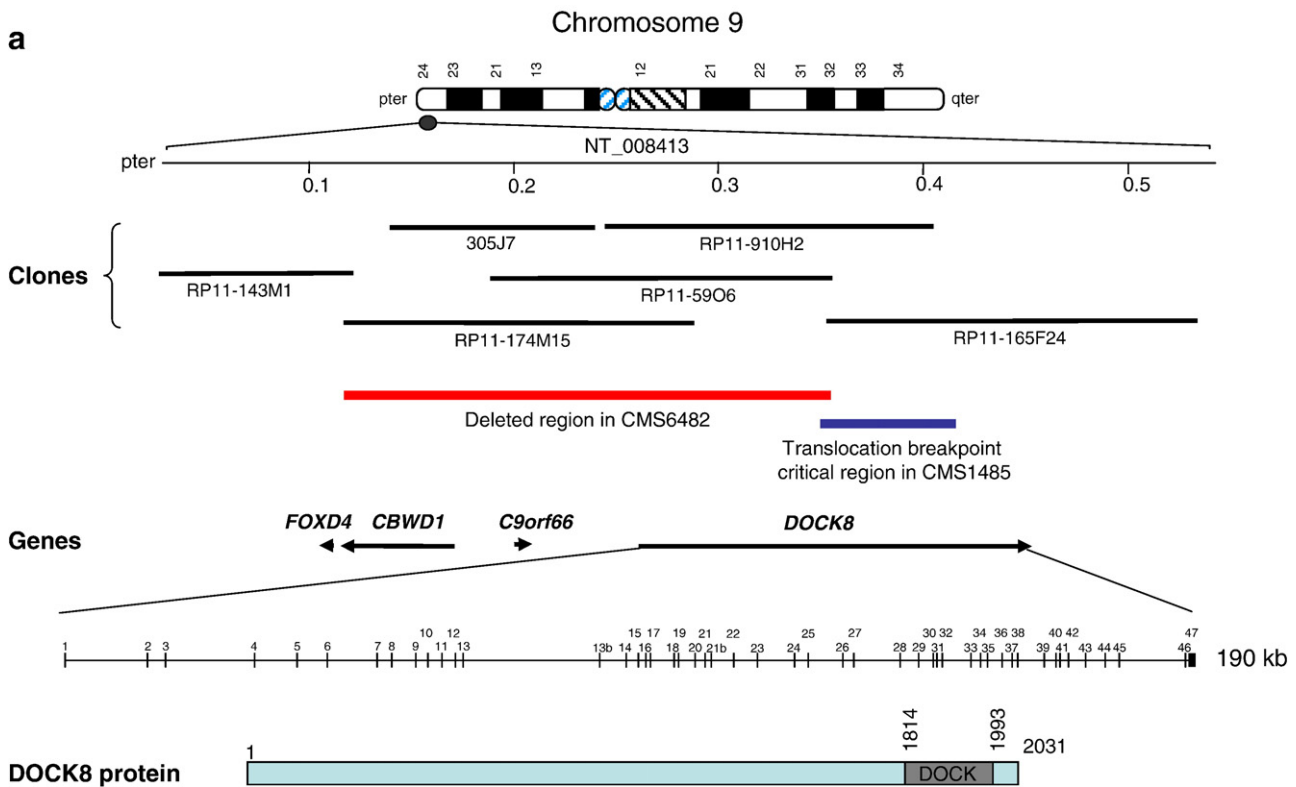 a
Chromosome 9
24 23 21 13 12 21 22 31 32 33 34
pter qter
NT_008413
pter
0.1 0.2 0.3 0.4 0.5
305J7 RP11-910H2
Clones
RP11-143M1 RP11-59O6
RP11-174M15 RP11-165F24
Deleted region in CMS6482
Translocation breakpoint
critical region in CMS1485
FOXD4 CBWD1 C9orf66 DOCK8
Genes
10 12 15 17 19 21 22 25 27 30 32 34 36 38 40 42 47
1 2 3 4 5 6 7 8 9 11 13 13b 14 16 18 20 21b 23 24 26 28 29 31 33 35 37 39 41 43 44 45 46
190 kb
1814 1993
1 2031
DOCK8 protein DOCK